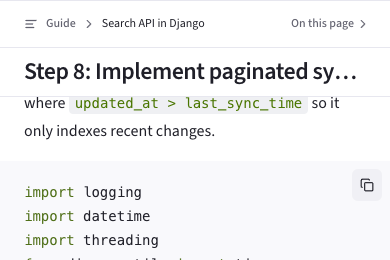 Guide > Search API in Django On this page >
Step 8: Implement paginated sy…
where updated_at > last_sync_time so it
only indexes recent changes.
import logging
import datetime
import threading